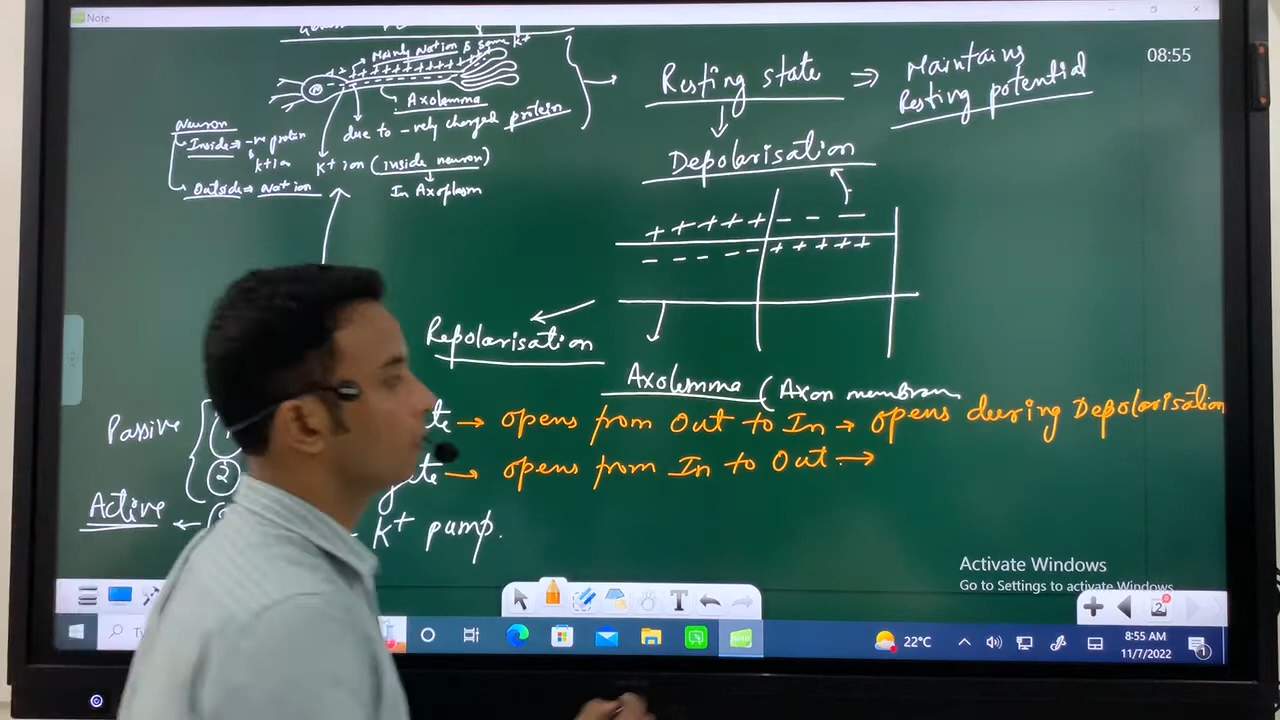 Note
08:55
Mainly Na+ion & some K+
Axolemma
due to -vely charged protein
Neuron
Inside ⇒ -ve protein
K+ion
K+ ion (inside neuron)
Outside ⇒ Na+ ion
In Axoplasm
Resting state ⇒ Maintains
Resting potential
Depolarisation
+ + + + + - - -
- - - - - + + + + +
Repolarisation
Axolemma (Axon membran
Passive
→ opens from Out to In → opens during Depolarisation
2 → opens from In to Out →
Active ← K+ pump.
Activate Windows
Go to Settings to activate Windows.
2
22°C
8:55 AM
11/7/2022